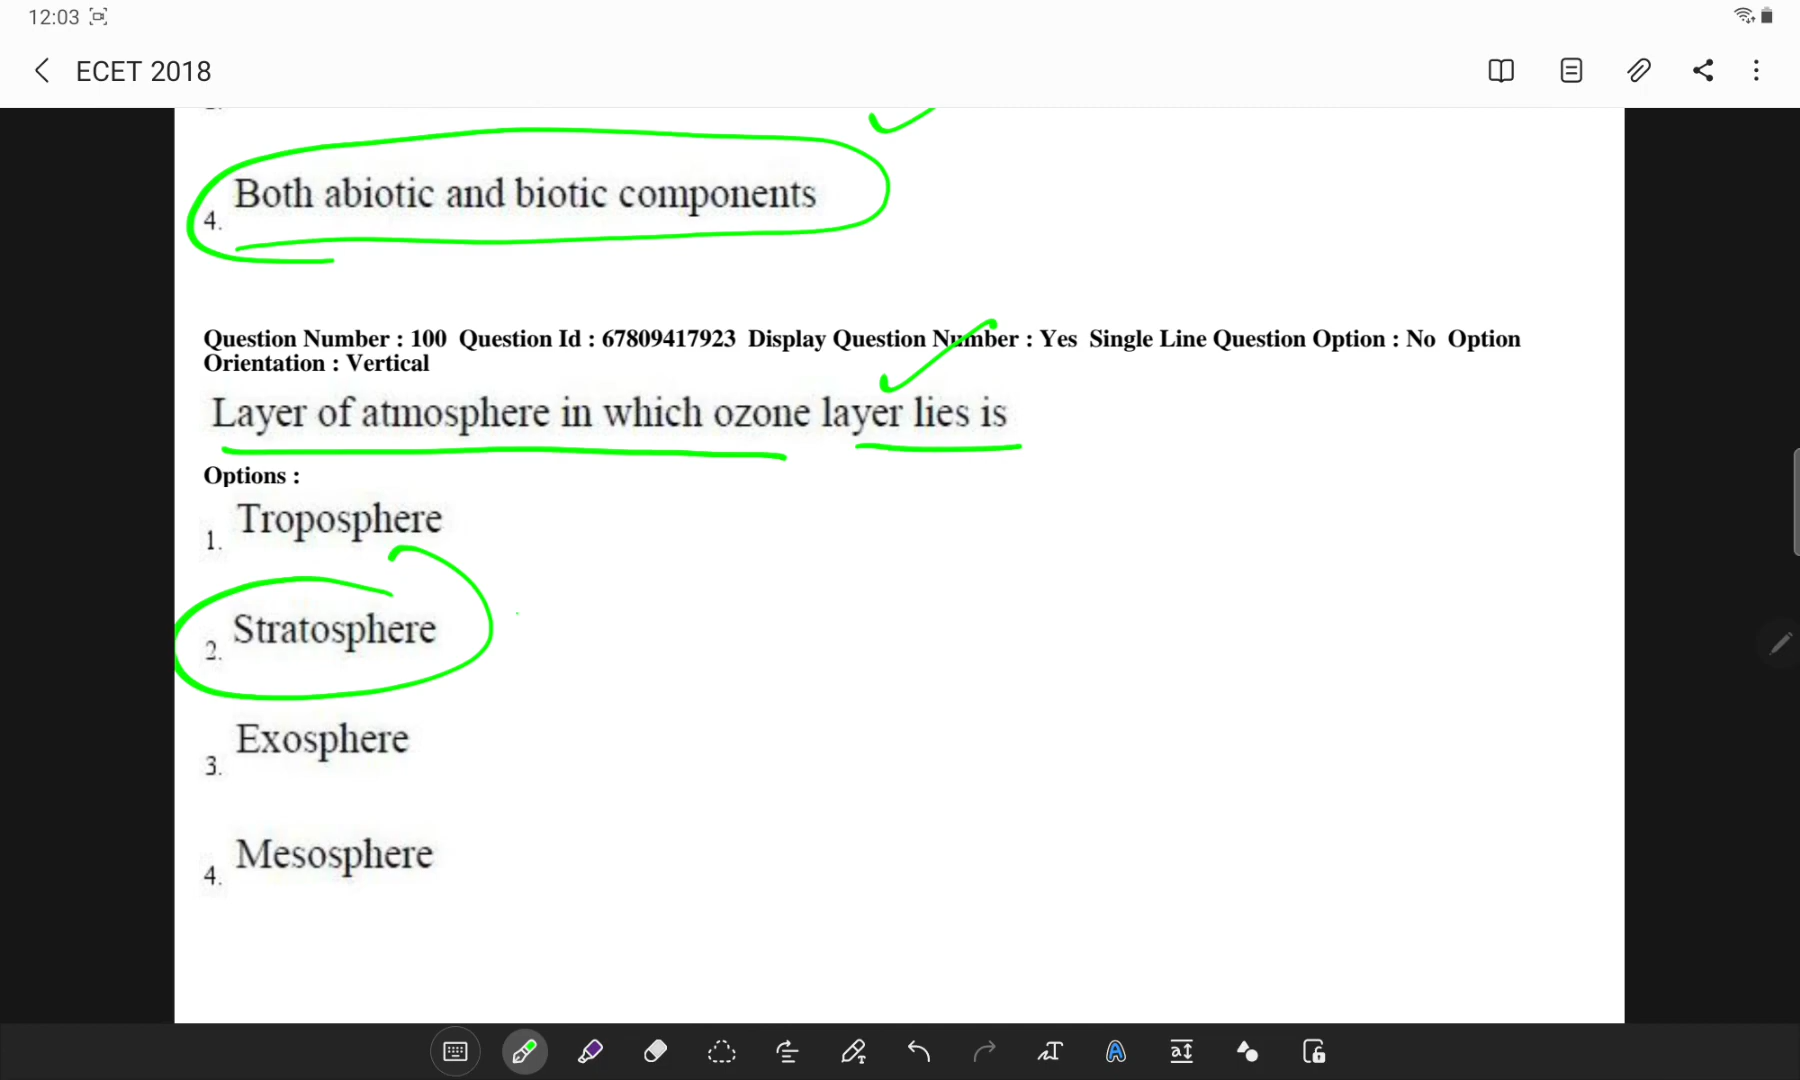 12:03
ECET 2018
Both abiotic and biotic components
4.
Question Number : 100 Question Id : 67809417923 Display Question Number : Yes Single Line Question Option : No Option
Orientation : Vertical
Layer of atmosphere in which ozone layer lies is
Options :
Troposphere
1.
Stratosphere
2.
Exosphere
3.
Mesosphere
4.